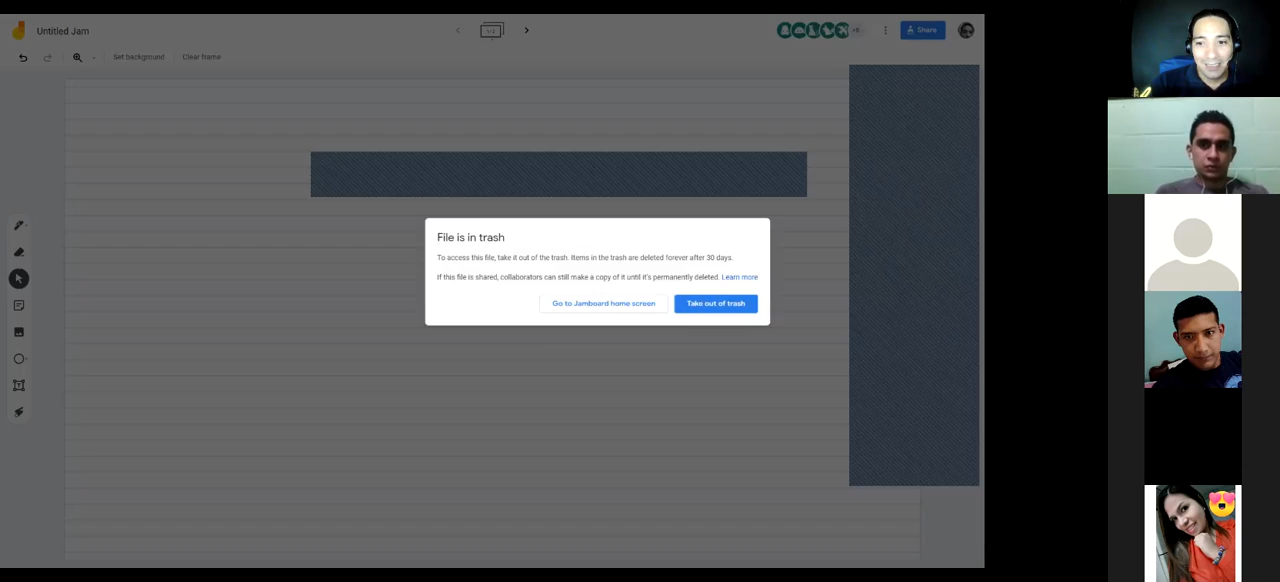 Untitled Jam
+8
Share
Set background
Clear frame
File is in trash
To access this file, take it out of the trash. Items in the trash are deleted forever after 30 days.
If this file is shared, collaborators can still make a copy of it until it's permanently deleted. Learn more
Go to Jamboard home screen
Take out of trash